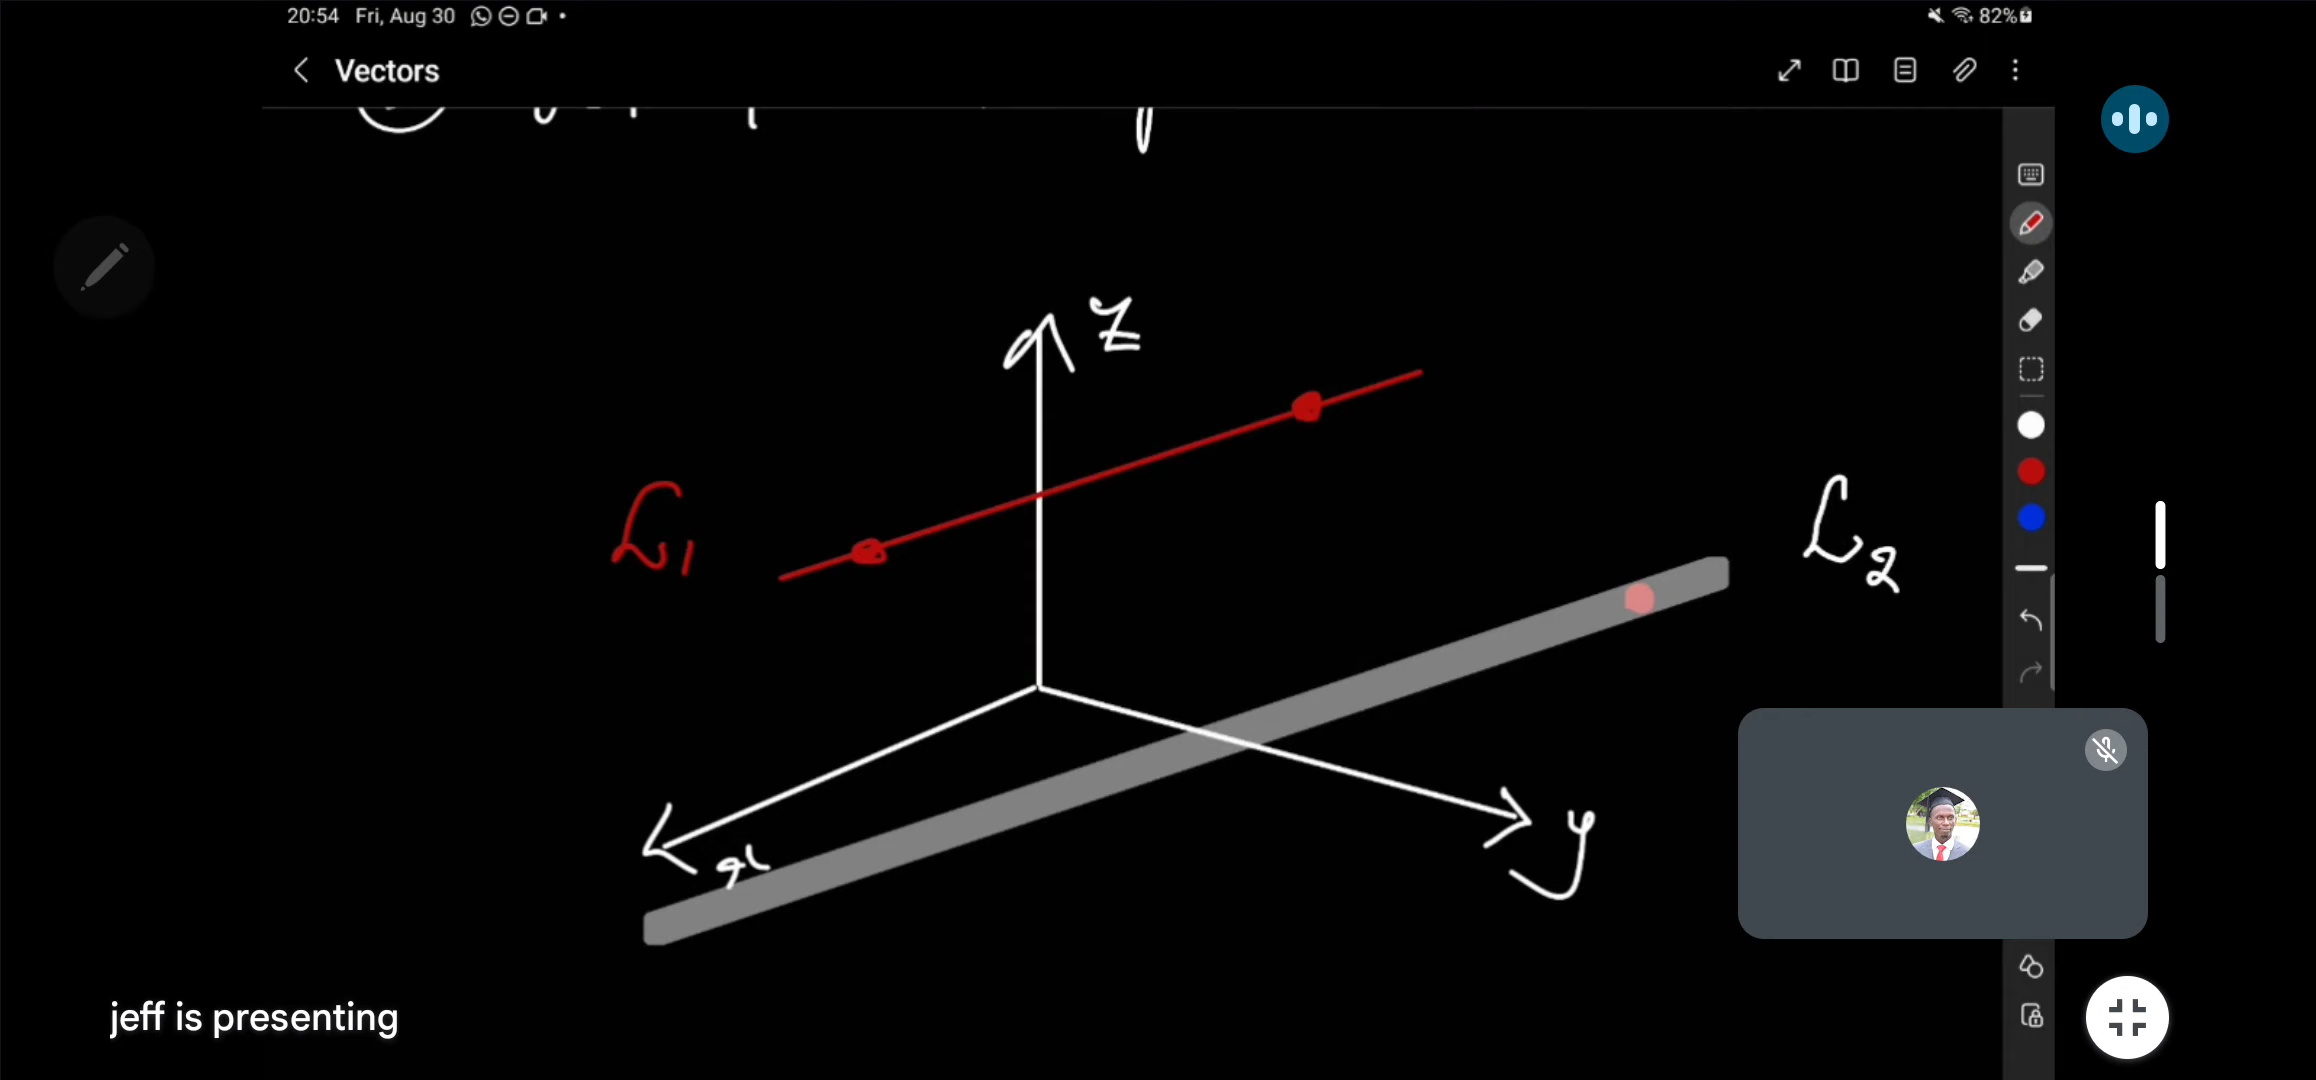 20:54 Fri, Aug 30 82%
Vectors
z
L1
L2
x
y
jeff is presenting